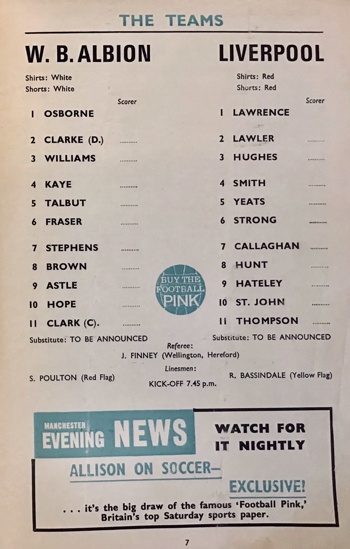 THE TEAMS
W. B. ALBION
Shirts: White
Shorts: White
Scorer
1 OSBORNE
2 CLARKE (D.) ..........
3 WILLIAMS ..........
4 KAYE ..........
5 TALBUT ..........
6 FRASER ..........
7 STEPHENS ..........
8 BROWN ..........
9 ASTLE ..........
10 HOPE ..........
11 CLARK (C). ..........
Substitute: TO BE ANNOUNCED
LIVERPOOL
Shirts: Red
Shorts: Red
Scorer
1 LAWRENCE
2 LAWLER ..........
3 HUGHES ..........
4 SMITH ..........
5 YEATS ..........
6 STRONG ..........
7 CALLAGHAN ..........
8 HUNT ..........
9 HATELEY ..........
10 ST. JOHN ..........
11 THOMPSON ..........
Substitute: TO BE ANNOUNCED
BUY THE
FOOTBALL
PINK
Referee:
J. FINNEY (Wellington, Hereford)
Linesmen:
S. POULTON (Red Flag)
R. BASSINDALE (Yellow Flag)
KICK-OFF 7.45 p.m.
MANCHESTER
EVENING NEWS
WATCH FOR
IT NIGHTLY
ALLISON ON SOCCER—
EXCLUSIVE!
. . . it's the big draw of the famous 'Football Pink,'
Britain's top Saturday sports paper.
7